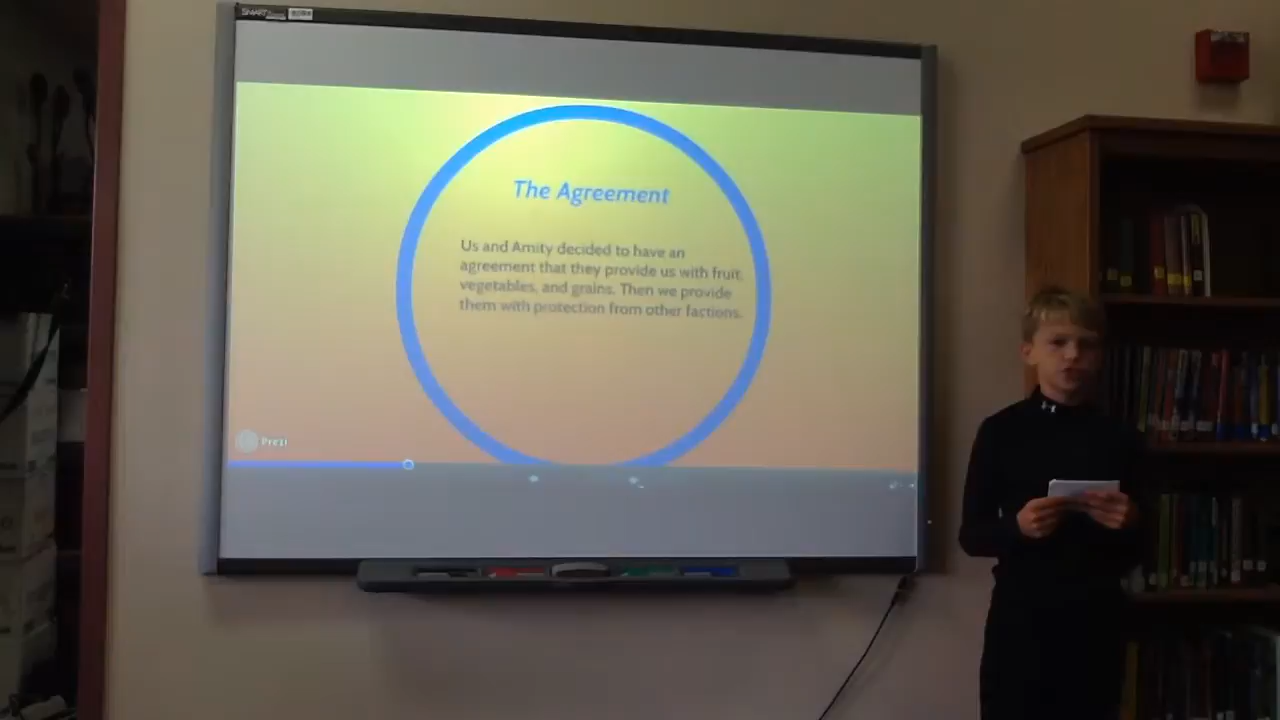 SMART
The Agreement
Us and Amity decided to have an
agreement that they provide us with fruit,
vegetables, and grains. Then we provide
them with protection from other factions.
Prezi